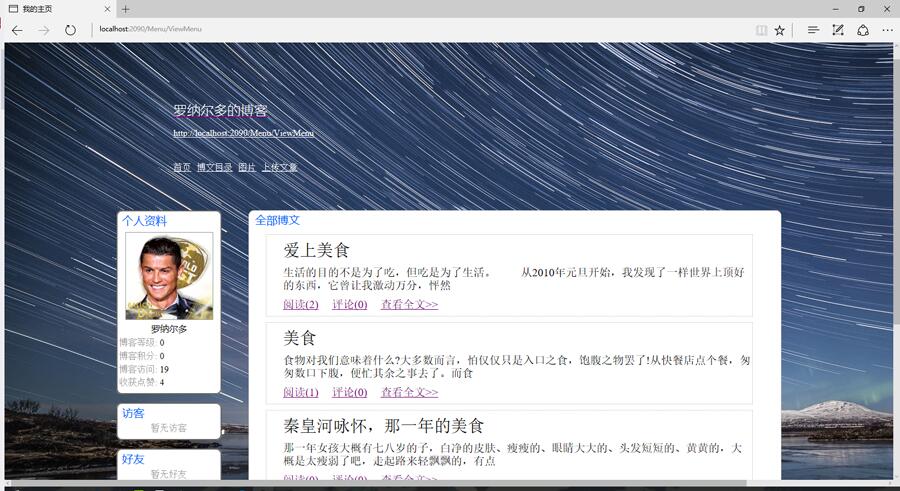 我的主页
localhost:2090/Menu/ViewMenu
罗纳尔多的博客
http://localhost:2090/Menu/ViewMenu
首页 博文目录 图片 上传文章
个人资料
罗纳尔多
博客等级: 0
博客积分: 0
博客访问: 19
收获点赞: 4
访客
暂无访客
好友
暂无好友
全部博文
爱上美食
生活的目的不是为了吃，但吃是为了生活。 从2010年元旦开始，我发现了一样世界上顶好
的东西，它曾让我激动万分，怦然
阅读(2) 评论(0) 查看全文>>
美食
食物对我们意味着什么?大多数而言，怕仅仅只是入口之食，饱腹之物罢了!从快餐店点个餐，匆
匆数口下腹，便忙其余之事去了。而食
阅读(1) 评论(0) 查看全文>>
秦皇河咏怀，那一年的美食
那一年女孩大概有七八岁的子，白净的皮肤、瘦瘦的、眼睛大大的、头发短短的、黄黄的，大
概是太瘦弱了吧，走起路来轻飘飘的，有点
阅读(0) 评论(0) 查看全文>>